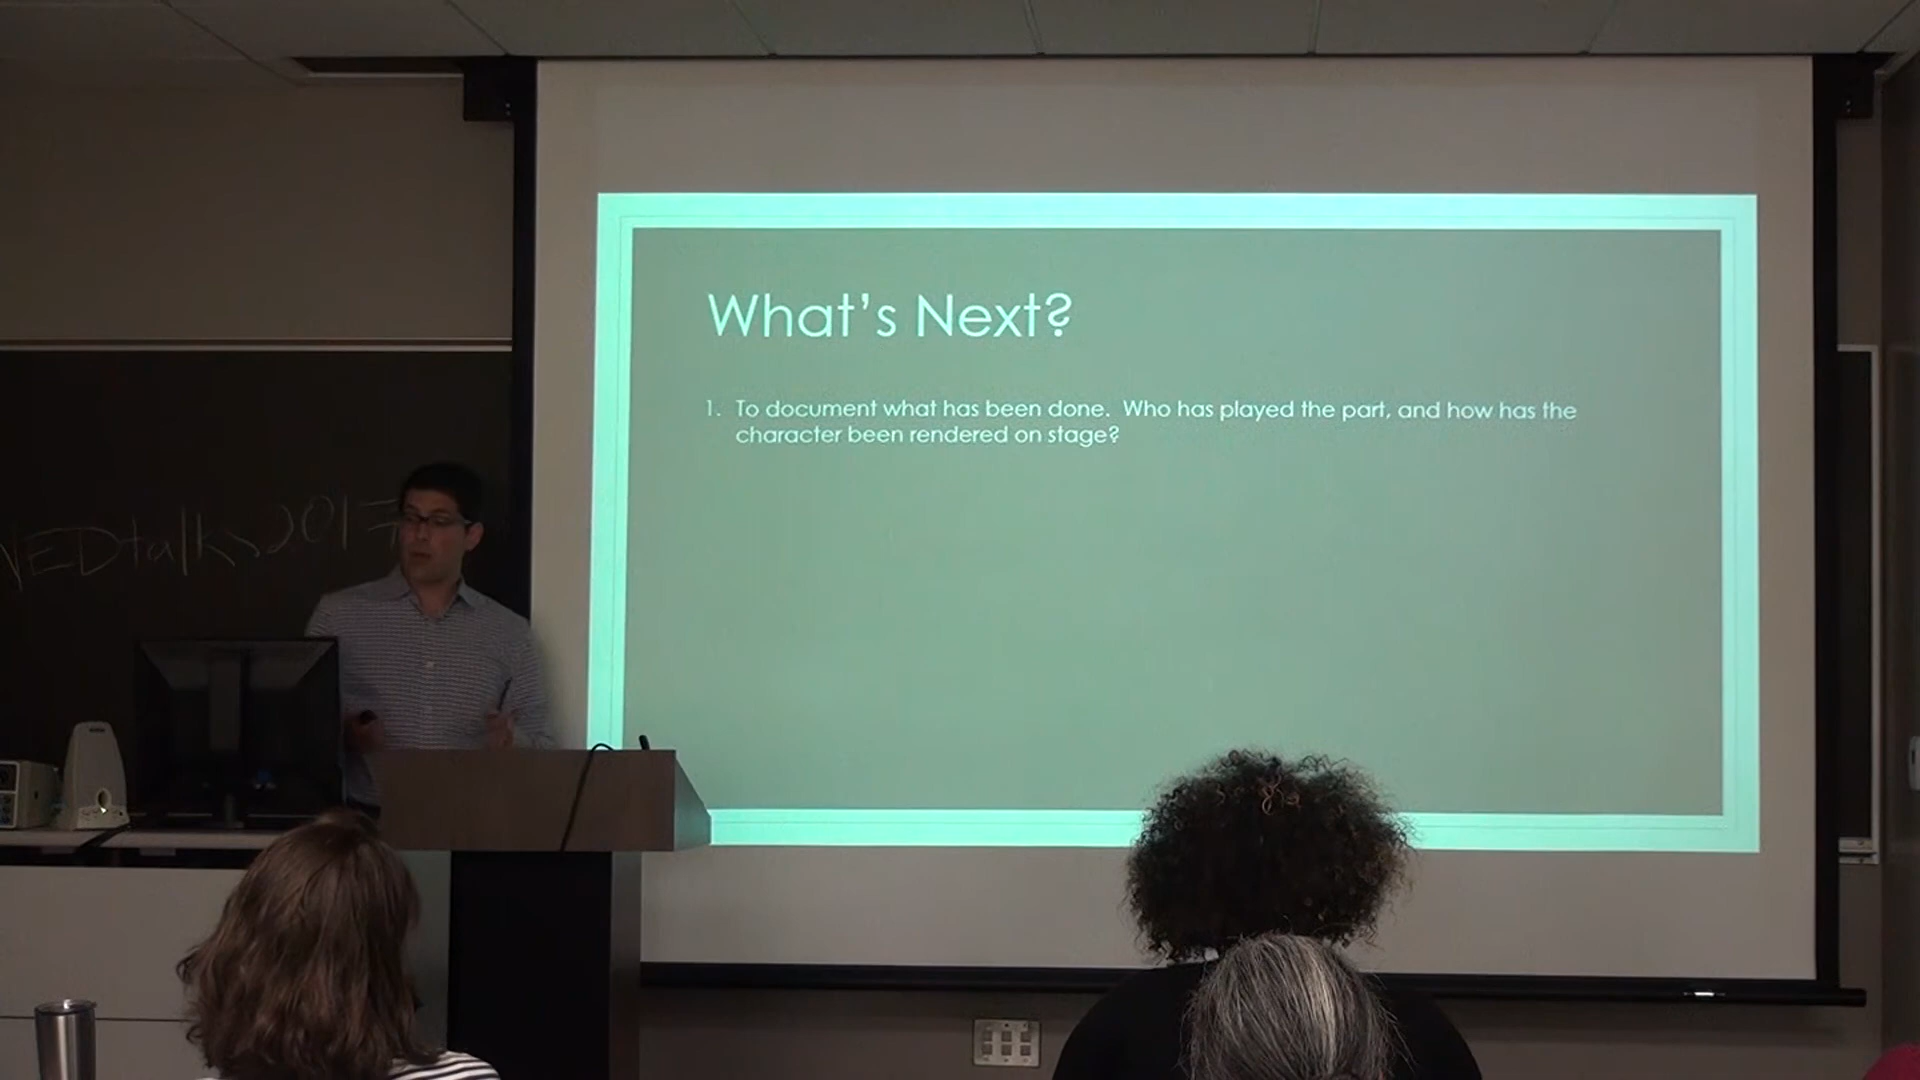 What's Next?
1. To document what has been done. Who has played the part, and how has the
character been rendered on stage?
NEDtalks2017